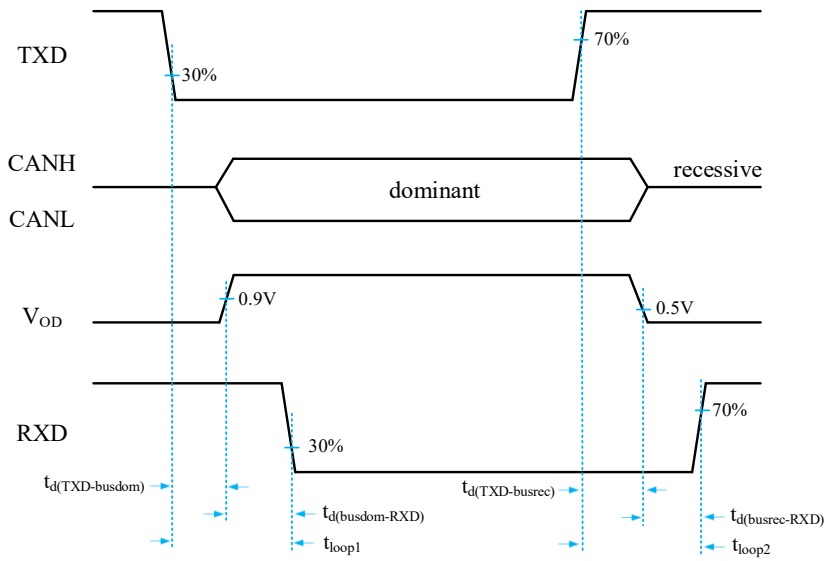 TXD
30%
70%
CANH
CANL
dominant
recessive
V_OD
0.9V
0.5V
RXD
30%
70%
t_d(TXD-busdom)
t_d(TXD-busrec)
t_d(busdom-RXD)
t_d(busrec-RXD)
t_loop1
t_loop2